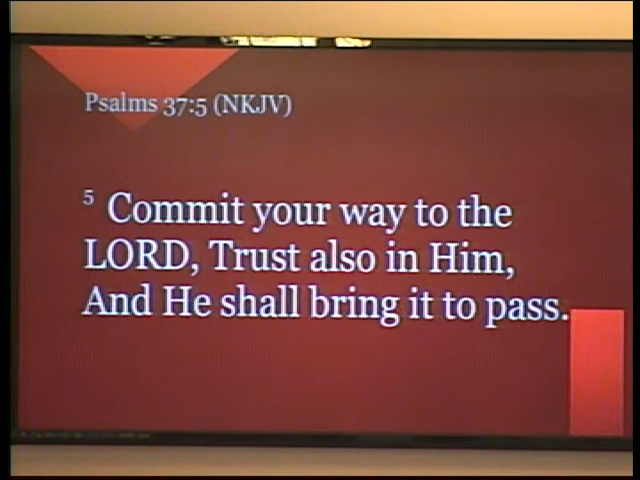 Psalms 37:5 (NKJV)
5 Commit your way to the
LORD, Trust also in Him,
And He shall bring it to pass.